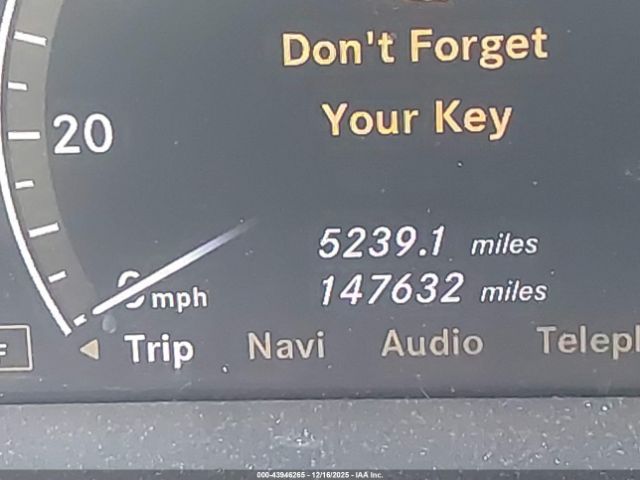 Don't Forget
Your Key
20
5239.1 miles
147632 miles
0 mph
Trip Navi Audio
000-43946265 - 12/16/2025 - IAA Inc.